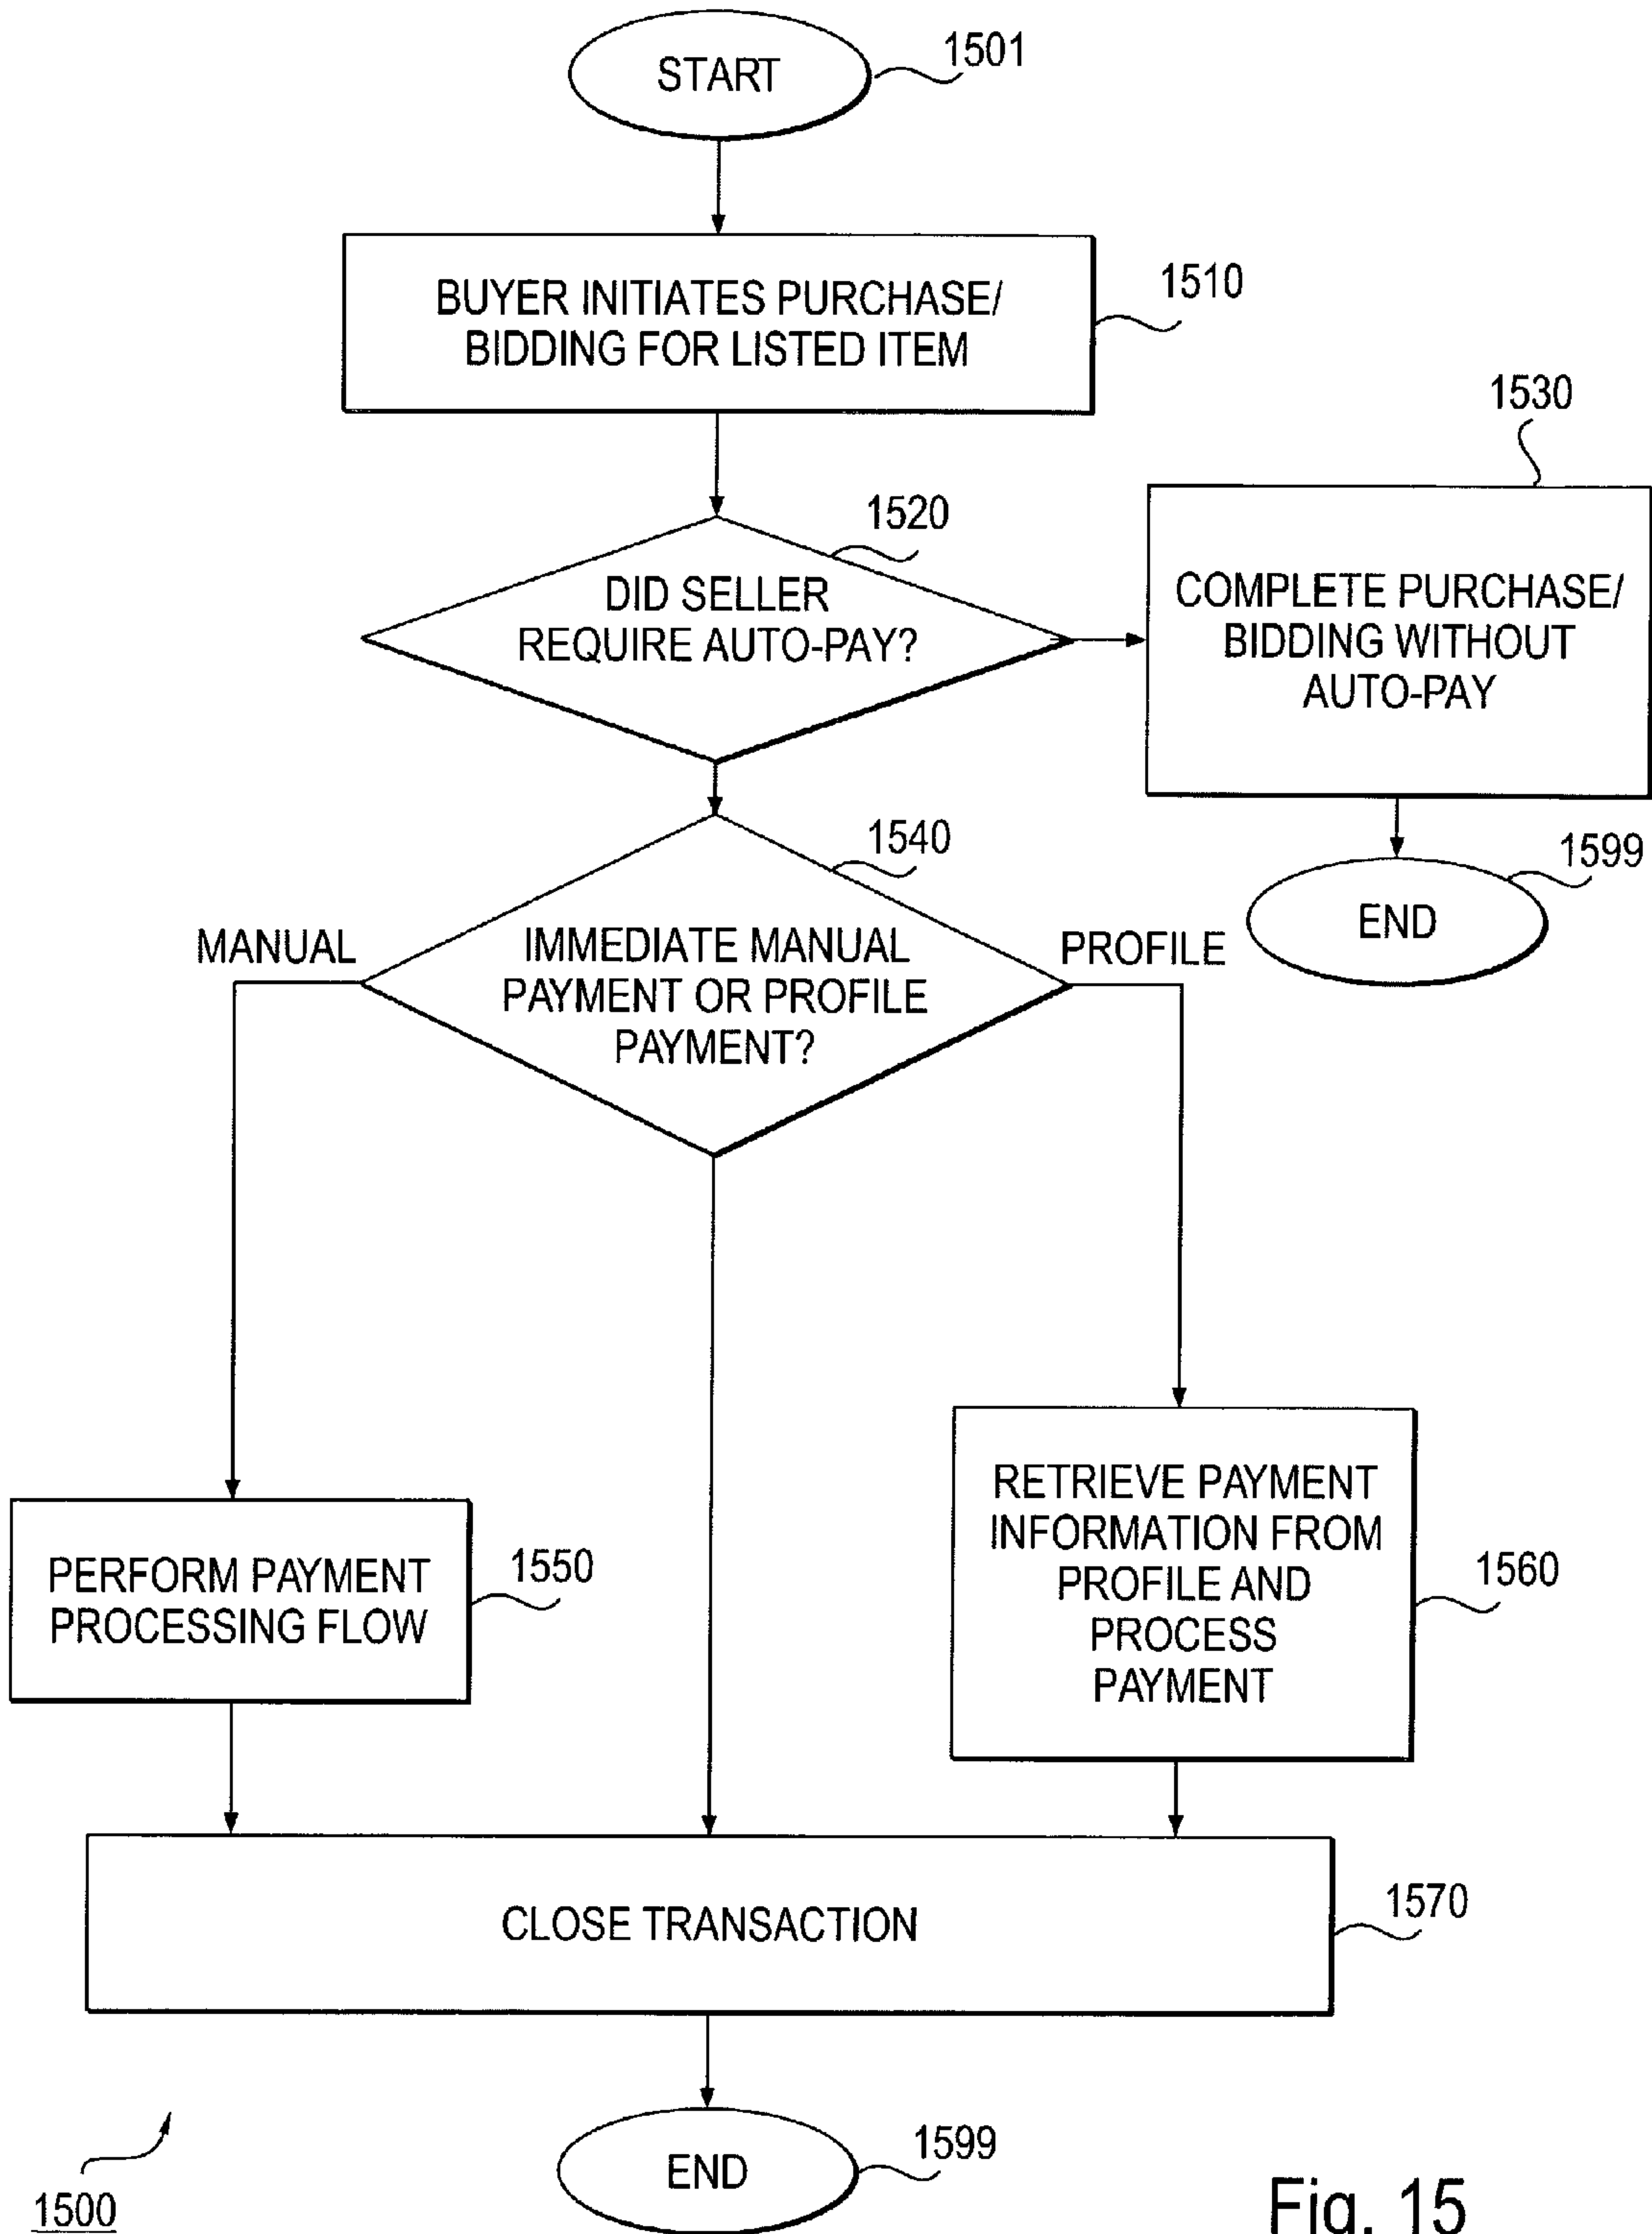 START
1501
BUYER INITIATES PURCHASE/
BIDDING FOR LISTED ITEM
1510
1530
1520
DID SELLER
REQUIRE AUTO-PAY?
COMPLETE PURCHASE/
BIDDING WITHOUT
AUTO-PAY
1540
1599
END
MANUAL
IMMEDIATE MANUAL
PAYMENT OR PROFILE
PAYMENT?
PROFILE
RETRIEVE PAYMENT
INFORMATION FROM
PROFILE AND
PROCESS
PAYMENT
1560
PERFORM PAYMENT
PROCESSING FLOW
1550
CLOSE TRANSACTION
1570
END
1599
1500
Fig. 15